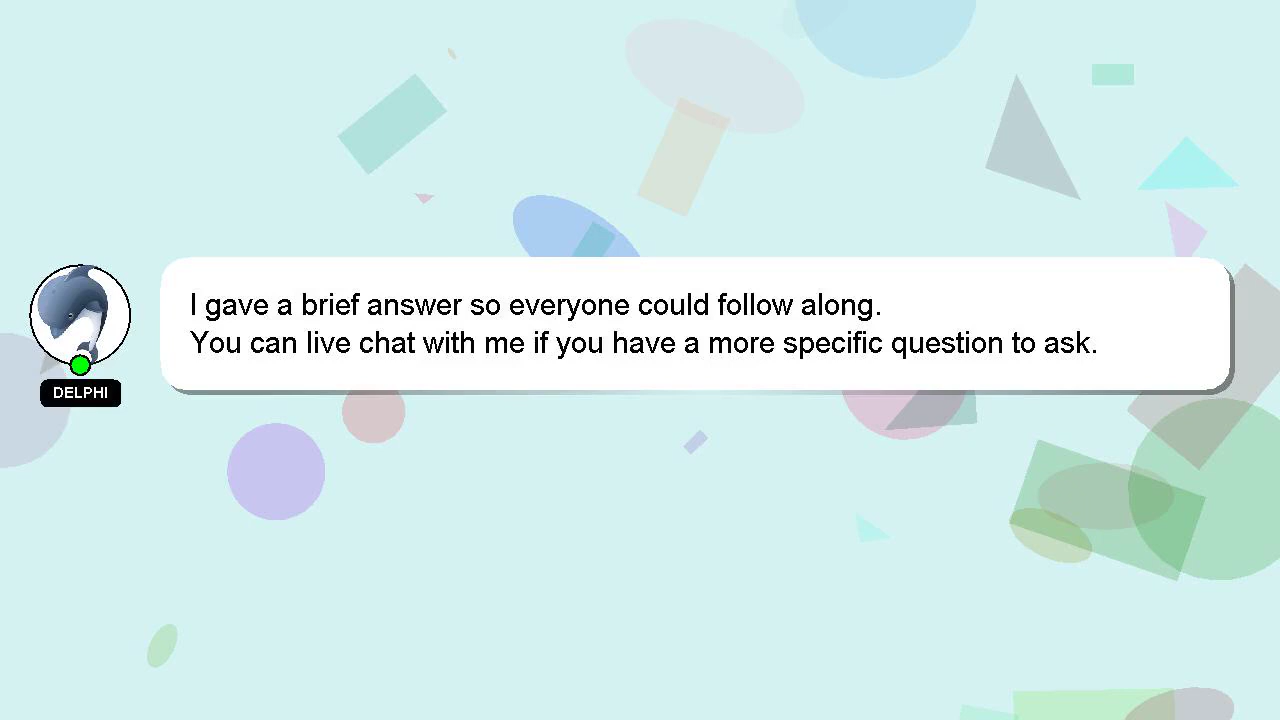 I gave a brief answer so everyone could follow along.
You can live chat with me if you have a more specific question to ask.
DELPHI